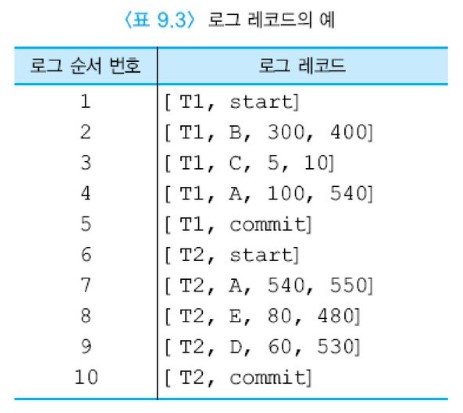 〈표 9.3〉 로그 레코드의 예
로그 순서 번호 로그 레코드
1 [ T1, start]
2 [ T1, B, 300, 400]
3 [ T1, C, 5, 10]
4 [ T1, A, 100, 540]
5 [ T1, commit]
6 [ T2, start]
7 [ T2, A, 540, 550]
8 [ T2, E, 80, 480]
9 [ T2, D, 60, 530]
10 [ T2, commit]